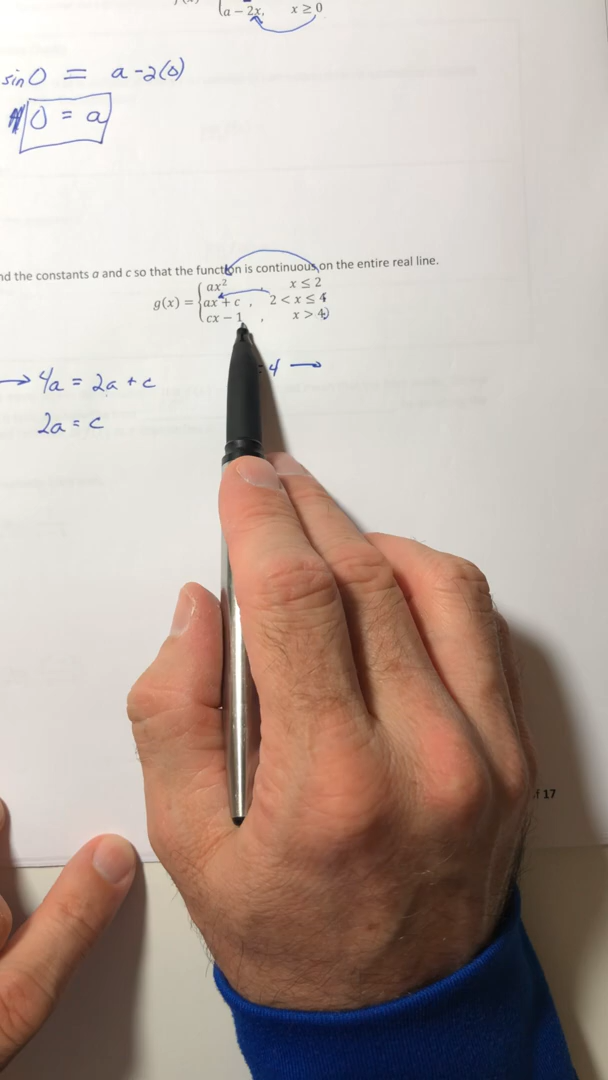 a − 2x, x ≥ 0
sin 0 = a - 2(0)
0 = a
nd the constants a and c so that the function is continuous on the entire real line.
ax² , x ≤ 2
g(x) = { ax + c , 2 < x ≤ 4
cx − 1 , x > 4
4 →
→ 4a = 2a + c
2a = c
f 17